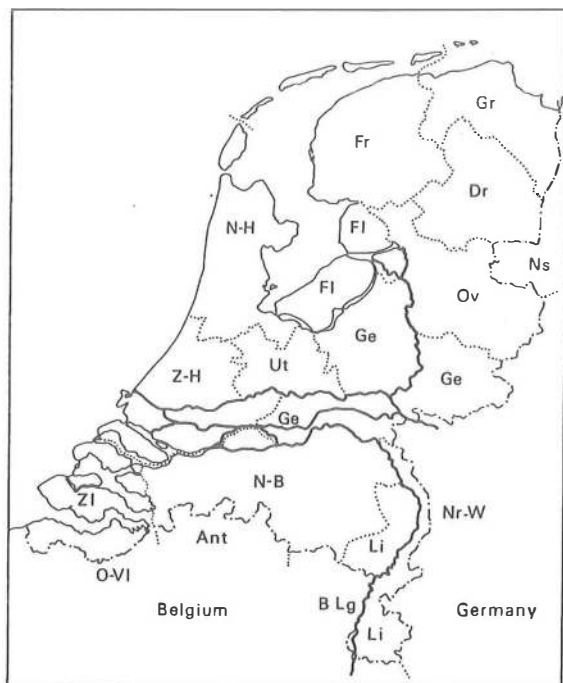 Gr
Fr
Dr
N-H
Fl
Ns
Fl
Ov
Ge
Ut
Z-H
Ge
Ge
N-B
Zl
Nr-W
Ant
Li
O-Vl
B Lg
Belgium
Germany
Li